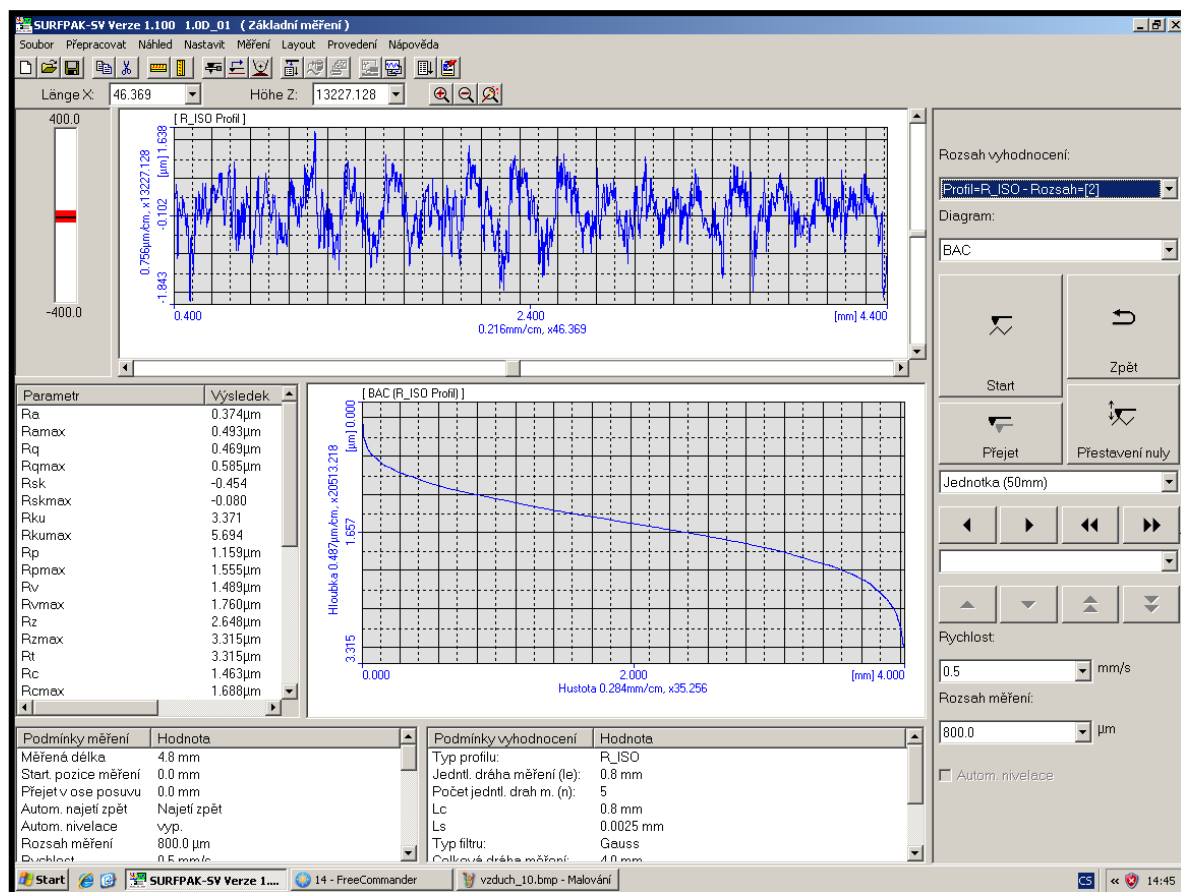 SURFPAK-SV Verze 1.100 1.0D_01 ( Základní měření )
Soubor Přepracovat Náhled Nastavit Měření Layout Provedení Nápověda
Länge X: 46.369 Höhe Z: 13227.128
400.0
-400.0
[ R_ISO Profil ]
0.756µm/cm, x13227.128
-1.843 -0.102 [µm] 1.638
0.400 2.400 [mm] 4.400
0.216mm/cm, x46.369
Parametr Výsledek
Ra 0.374µm
Ramax 0.493µm
Rq 0.469µm
Rqmax 0.585µm
Rsk -0.454
Rskmax -0.080
Rku 3.371
Rkumax 5.694
Rp 1.159µm
Rpmax 1.555µm
Rv 1.489µm
Rvmax 1.760µm
Rz 2.648µm
Rzmax 3.315µm
Rt 3.315µm
Rc 1.463µm
Rcmax 1.688µm
[ BAC (R_ISO Profil) ]
Hloubka 0.487µm/cm, x20513.218
3.315 1.657 [µm] 0.000
0.000 2.000 [mm] 4.000
Hustota 0.284mm/cm, x35.256
Podmínky měření Hodnota
Měřená délka 4.8 mm
Start. pozice měření 0.0 mm
Přejet v ose posuvu 0.0 mm
Autom. najetí zpět Najetí zpět
Autom. nivelace vyp.
Rozsah měření 800.0 µm
Rychlost 0.5 mm/s
Podmínky vyhodnocení Hodnota
Typ profilu: R_ISO
Jedntl. dráha měření (le): 0.8 mm
Počet jedntl. drah m. (n): 5
Lc 0.8 mm
Ls 0.0025 mm
Typ filtru: Gauss
Celková dráha měření: 4.0 mm
Rozsah vyhodnocení:
Profil=R_ISO - Rozsah=[2]
Diagram:
BAC
Start
Zpět
Přejet
Přestavení nuly
Jednotka (50mm)
Rychlost:
0.5 mm/s
Rozsah měření:
800.0 µm
Autom. nivelace
Start SURFPAK-SV Verze 1.... 14 - FreeCommander vzduch_10.bmp - Malování CS 14:45